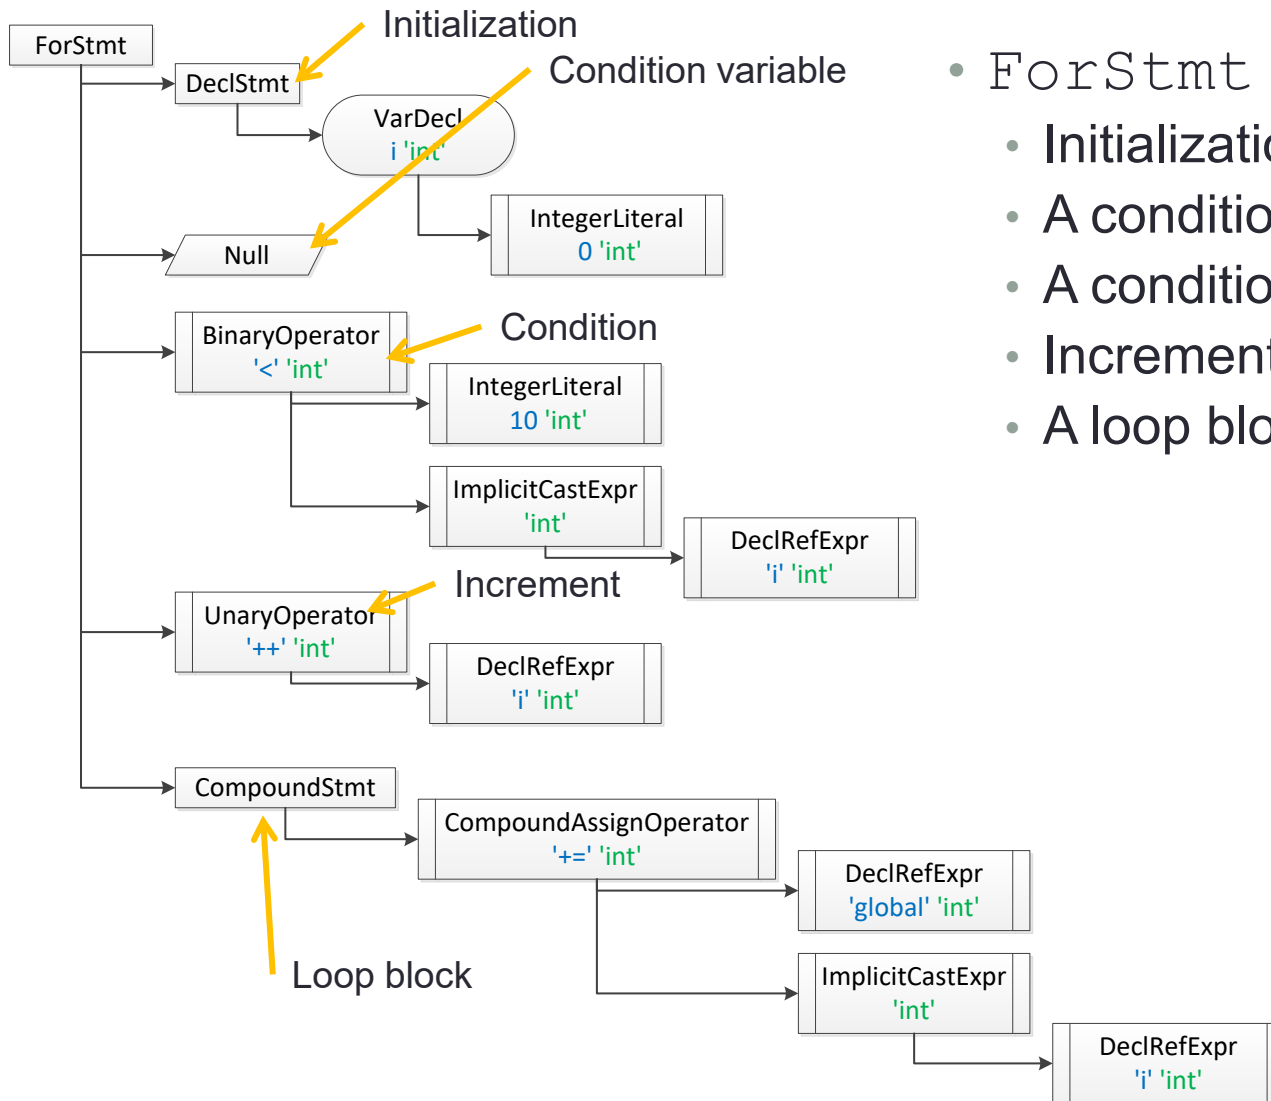 Initialization
ForStmt
Condition variable
DeclStmt
VarDecl
i 'int'
IntegerLiteral
0 'int'
Null
Condition
BinaryOperator
'<' 'int'
IntegerLiteral
10 'int'
ImplicitCastExpr
'int'
DeclRefExpr
'i' 'int'
Increment
UnaryOperator
'++' 'int'
DeclRefExpr
'i' 'int'
CompoundStmt
CompoundAssignOperator
'+=' 'int'
DeclRefExpr
'global' 'int'
Loop block
ImplicitCastExpr
'int'
DeclRefExpr
'i' 'int'
• ForStmt
• Initializatio
• A conditio
• A conditio
• Increment
• A loop blo